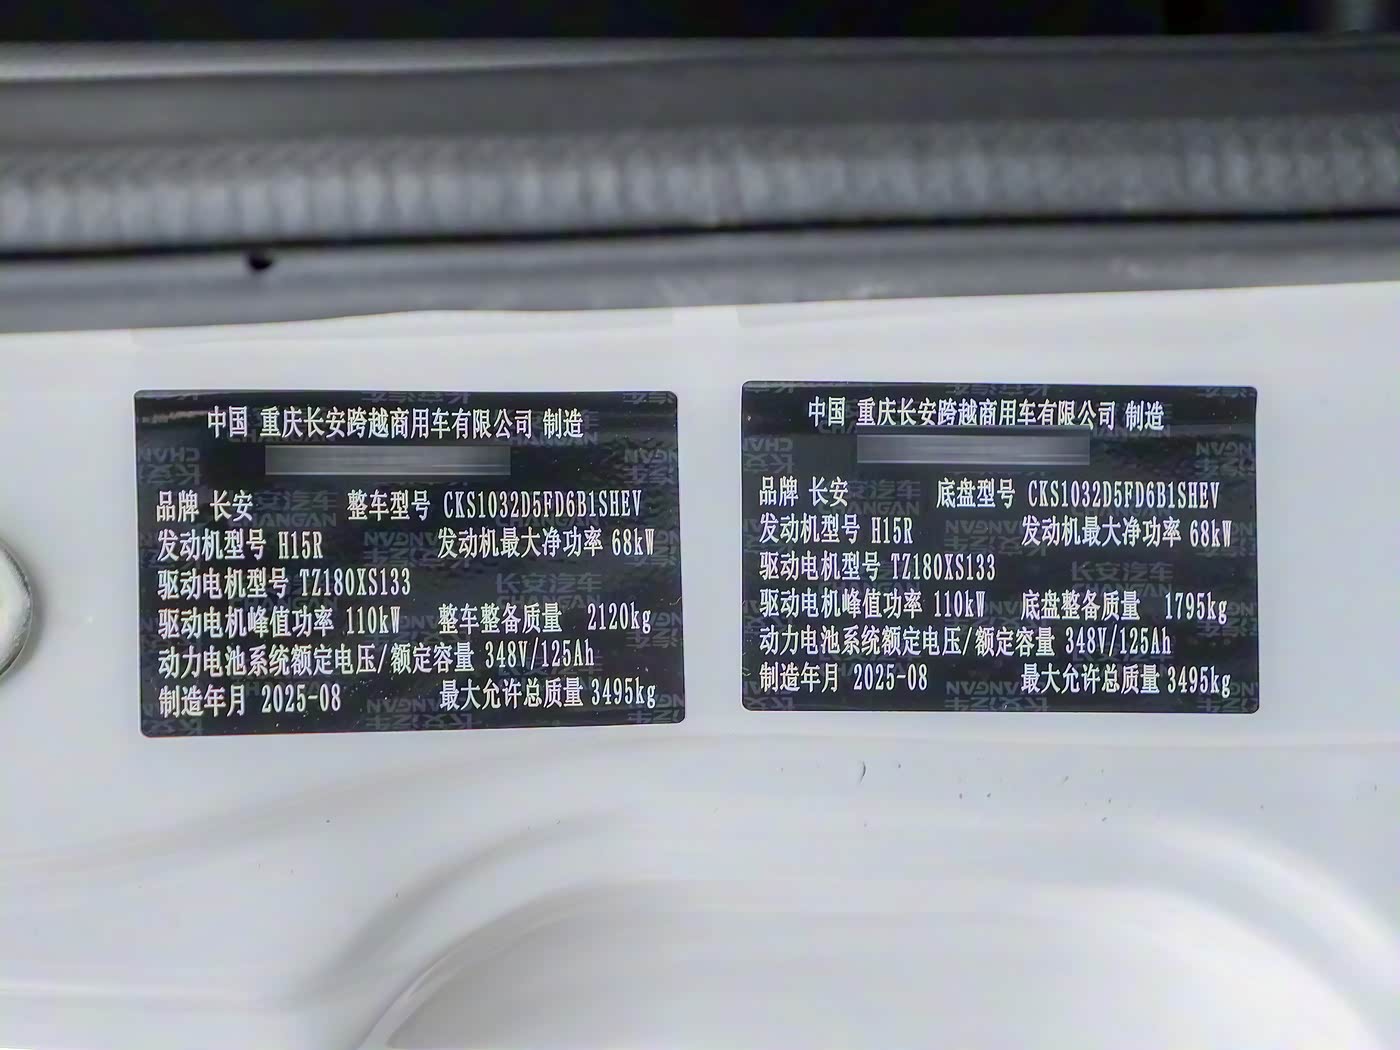 中国 重庆长安跨越商用车有限公司 制造
品牌 长安 整车型号 CKS1032D5FD6B1SHEV
发动机型号 H15R 发动机最大净功率 68kW
驱动电机型号 TZ180XS133
驱动电机峰值功率 110kW 整车整备质量 2120kg
动力电池系统额定电压/额定容量 348V/125Ah
制造年月 2025-08 最大允许总质量 3495kg
中国 重庆长安跨越商用车有限公司 制造
品牌 长安 底盘型号 CKS1032D5FD6B1SHEV
发动机型号 H15R 发动机最大净功率 68kW
驱动电机型号 TZ180XS133
驱动电机峰值功率 110kW 底盘整备质量 1795kg
动力电池系统额定电压/额定容量 348V/125Ah
制造年月 2025-08 最大允许总质量 3495kg